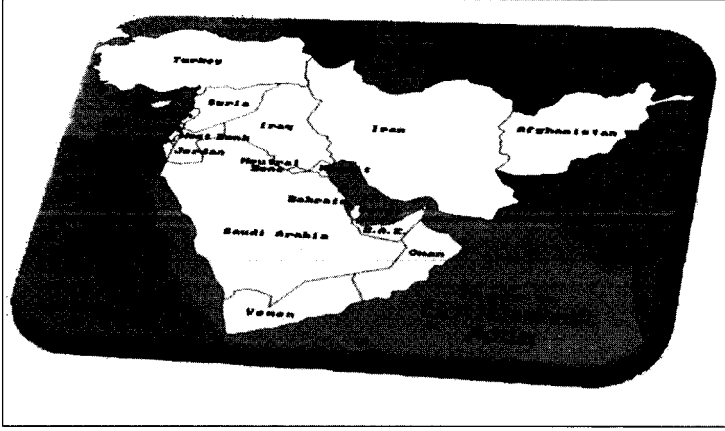 Turkey
Syria
Iraq
Iran
Afghanistan
West Bank
Jordan
Neutral
Zone
Bahrain
U.A.E.
Saudi Arabia
Oman
Yemen